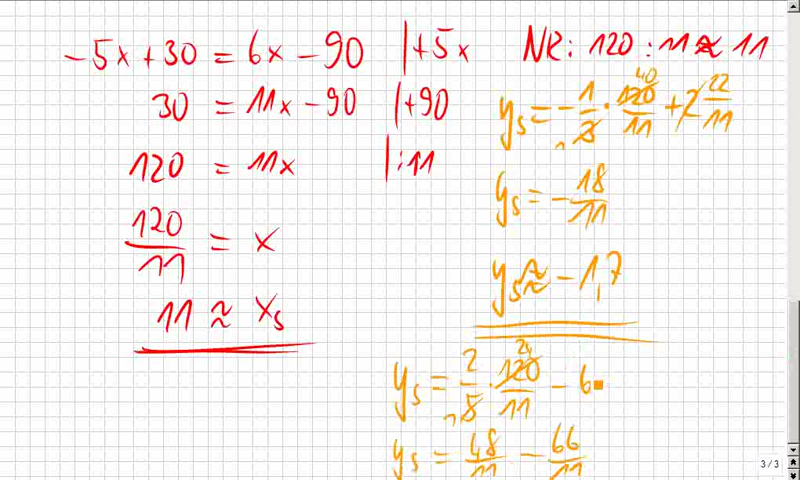 -5x+30 = 6x-90 |+5x
30 = 11x-90 |+90
120 = 11x |:11
120/11 = x
11 ≈ xs
NR: 120 : 11 ≈ 11
ys = -1/3 · 120/11 + 2 22/11
40
ys = -18/11
ys ≈ -1,7
ys = 2/5 · 120/11 - 6
24
ys = 48/11 - 66/11
3/3